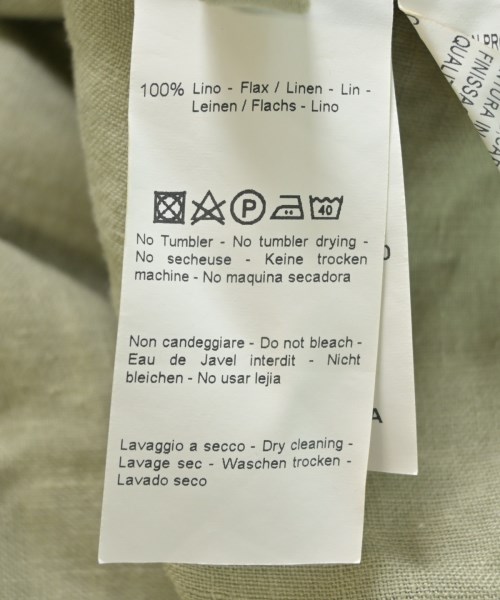 100% Lino - Flax / Linen - Lin -
Leinen / Flachs - Lino
P
40
No Tumbler - No tumbler drying -
No secheuse - Keine trocken
machine - No maquina secadora
Non candeggiare - Do not bleach -
Eau de Javel interdit - Nicht
bleichen - No usar lejia
Lavaggio a secco - Dry cleaning -
Lavage sec - Waschen trocken -
Lavado seco
A
FINISSA